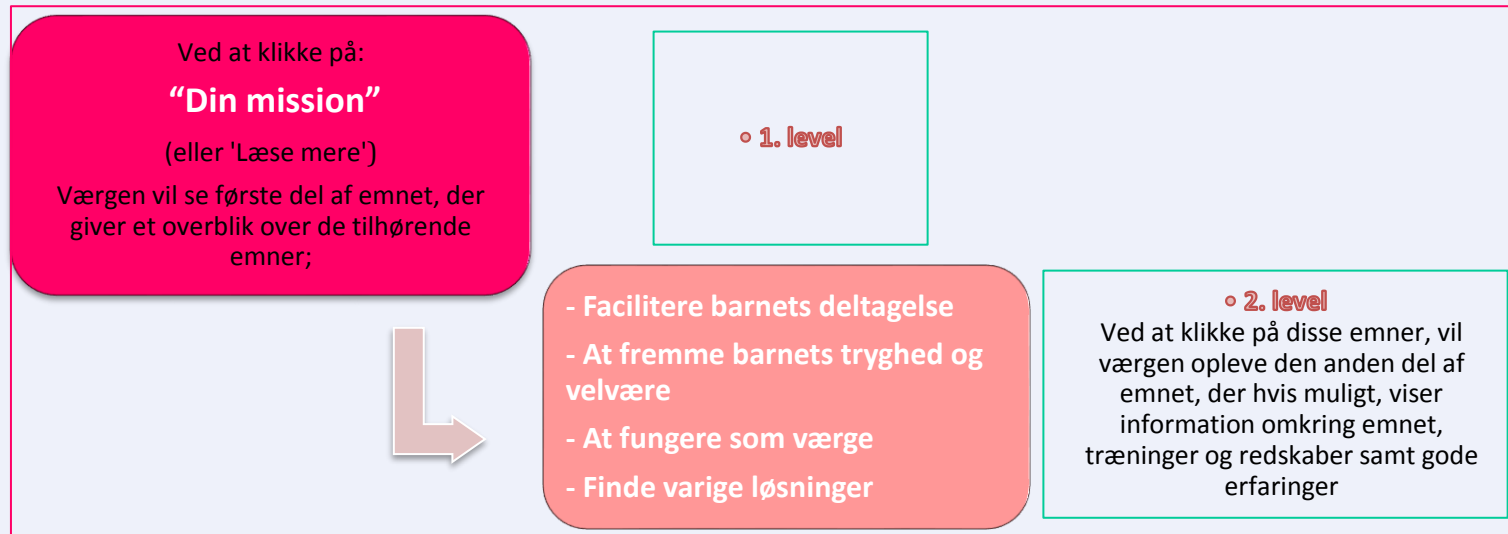 Ved at klikke på:
“Din mission”
(eller 'Læse mere')
Værgen vil se første del af emnet, der
giver et overblik over de tilhørende
emner;
• 1. level
- Facilitere barnets deltagelse
- At fremme barnets tryghed og
velvære
- At fungere som værge
- Finde varige løsninger
• 2. level
Ved at klikke på disse emner, vil
værgen opleve den anden del af
emnet, der hvis muligt, viser
information omkring emnet,
træninger og redskaber samt gode
erfaringer